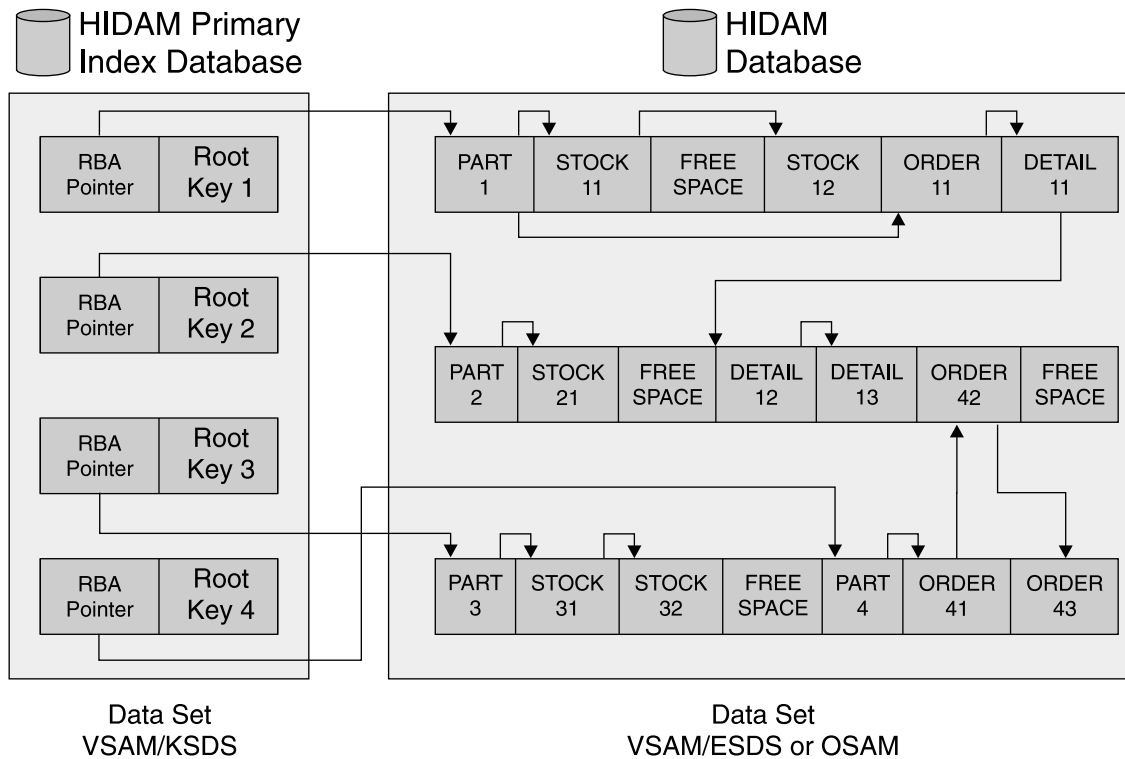 HIDAM Primary
Index Database
HIDAM
Database
RBA
Pointer
Root
Key 1
PART
1
STOCK
11
FREE
SPACE
STOCK
12
ORDER
11
DETAIL
11
RBA
Pointer
Root
Key 2
PART
2
STOCK
21
FREE
SPACE
DETAIL
12
DETAIL
13
ORDER
42
FREE
SPACE
RBA
Pointer
Root
Key 3
RBA
Pointer
Root
Key 4
PART
3
STOCK
31
STOCK
32
FREE
SPACE
PART
4
ORDER
41
ORDER
43
Data Set
VSAM/KSDS
Data Set
VSAM/ESDS or OSAM